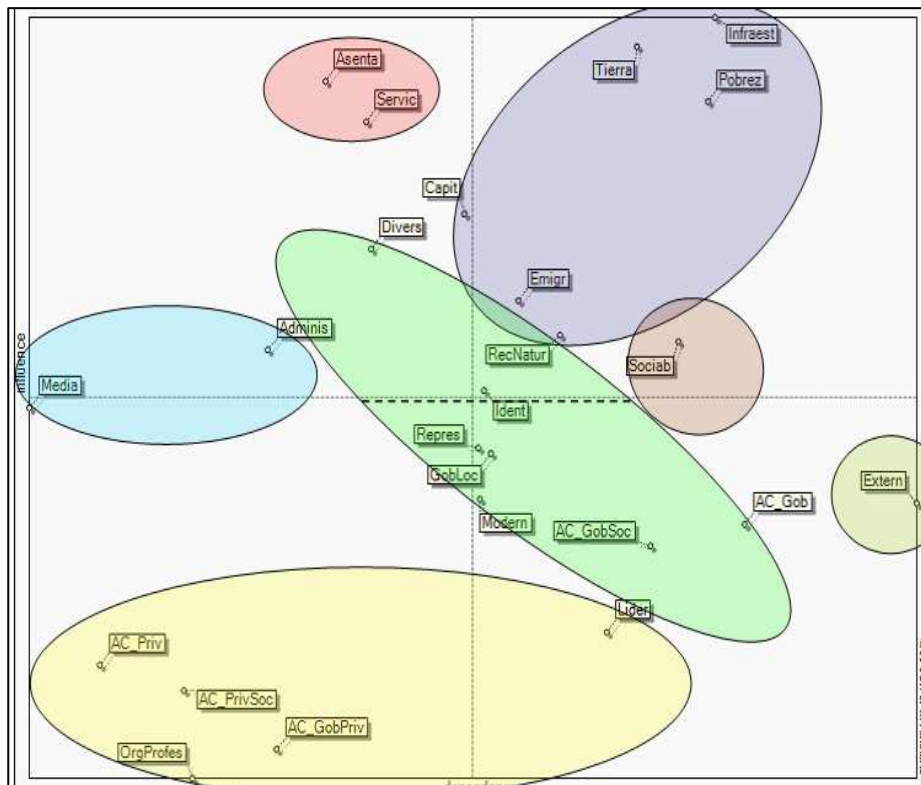 Infraest
Asenta
Tierra
Pobrez
Servic
Capit
Divers
Emigr
Adminis
RecNatur
Sociab
Media
influence
Ident
Repres
GobLoc
Extern
AC_Gob
Modern
AC_GobSoc
Lider
AC_Priv
AC_PrivSoc
AC_GobPriv
OrgProfes